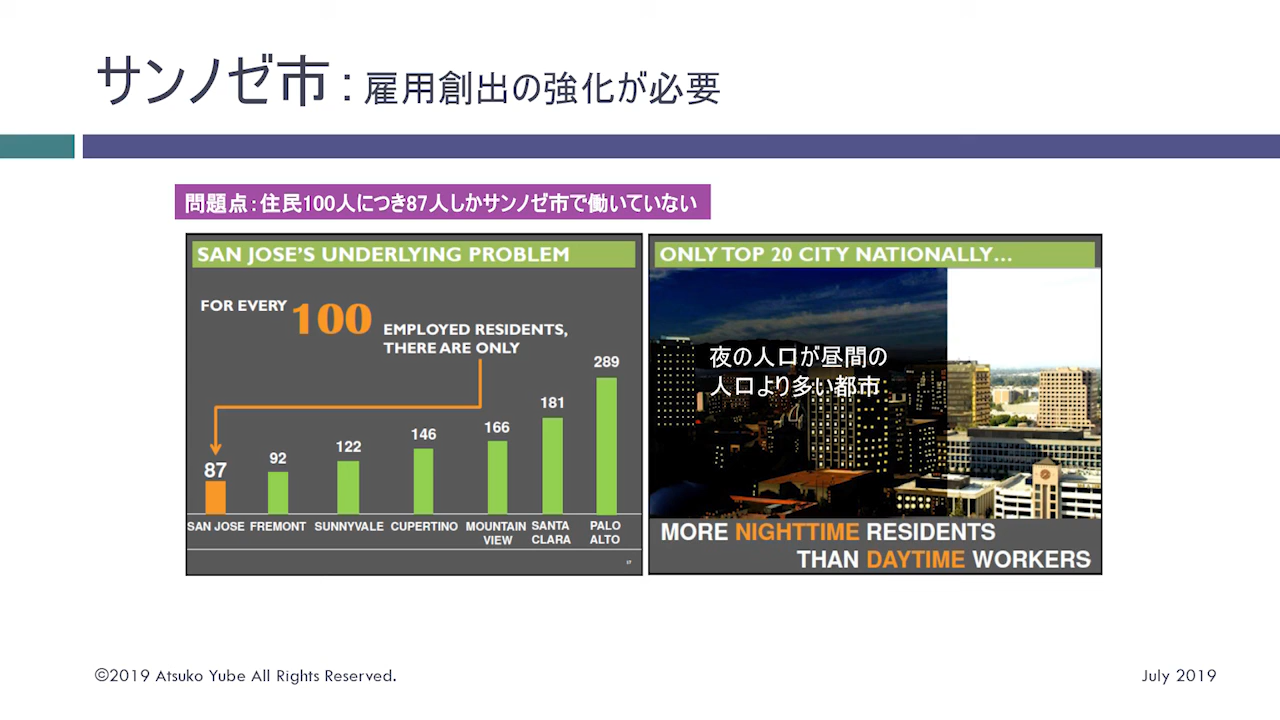 サンノゼ市：雇用創出の強化が必要
問題点：住民100人につき87人しかサンノゼ市で働いていない
SAN JOSE'S UNDERLYING PROBLEM
FOR EVERY 100
EMPLOYED RESIDENTS,
THERE ARE ONLY
87
92
122
146
166
181
289
SAN JOSE
FREMONT
SUNNYVALE
CUPERTINO
MOUNTAIN
VIEW
SANTA
CLARA
PALO
ALTO
17
ONLY TOP 20 CITY NATIONALLY...
夜の人口が昼間の
人口より多い都市
MORE NIGHTTIME RESIDENTS
THAN DAYTIME WORKERS
©2019 Atsuko Yube All Rights Reserved.
July 2019